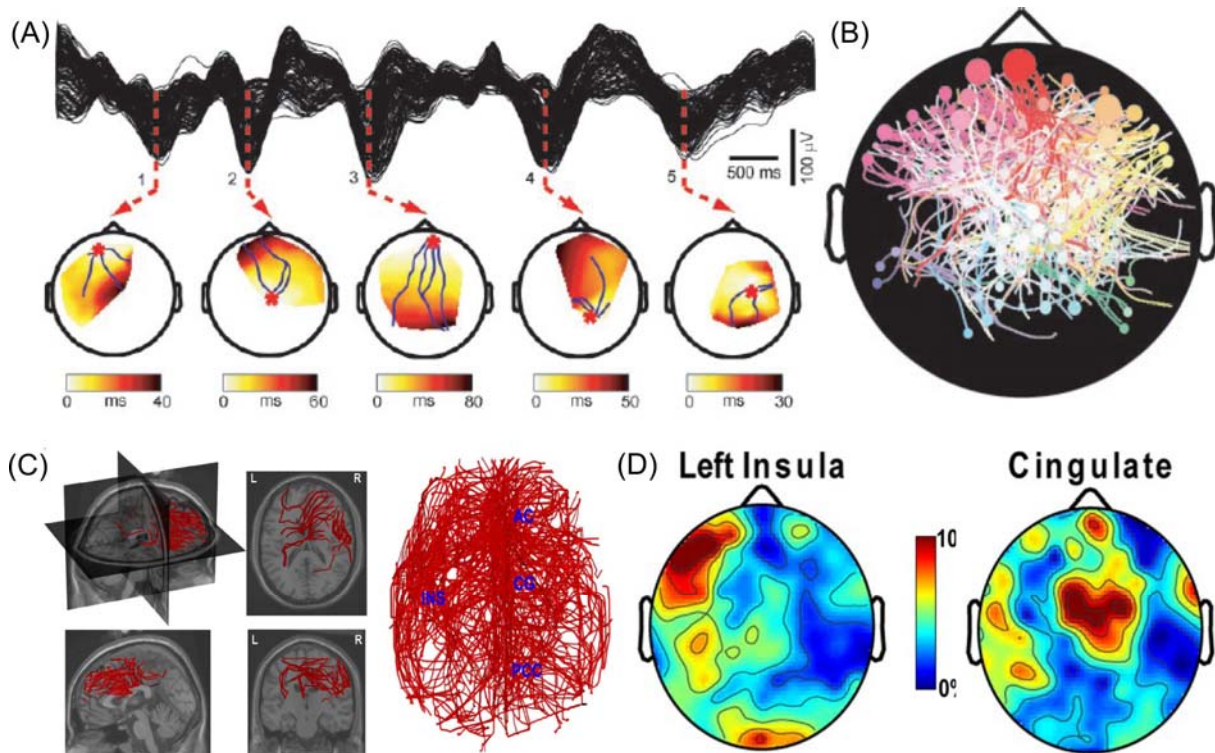 (A)
(B)
1
2
3
4
5
500 ms
100 µV
0 ms 40
0 ms 60
0 ms 80
0 ms 50
0 ms 30
(C)
L R
L R
AC
CG
INS
PCC
(D)
Left Insula
Cingulate
10
0%